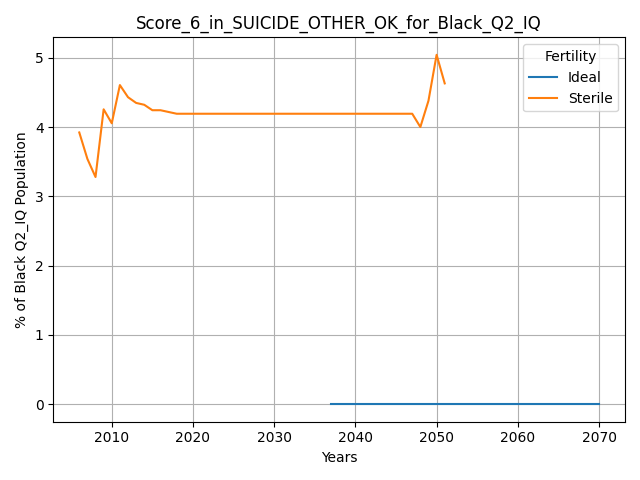 Score_6_in_SUICIDE_OTHER_OK_for_Black_Q2_IQ
Fertility
Ideal
Sterile
% of Black Q2_IQ Population
5
4
3
2
1
0
2010 2020 2030 2040 2050 2060 2070
Years